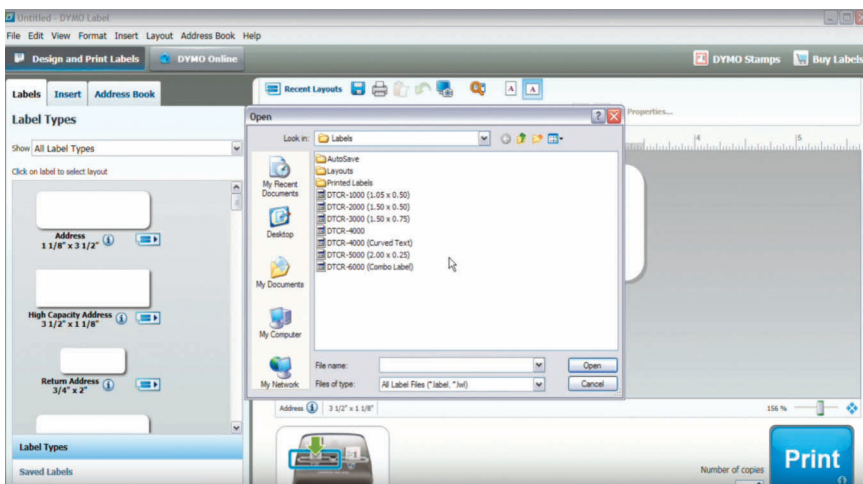 Untitled - DYMO Label
File Edit View Format Insert Layout Address Book Help
Design and Print Labels DYMO Online DYMO Stamps Buy Labels
Labels Insert Address Book
Recent Layouts A A
Label Types
Show All Label Types
Click on label to select layout
Address
1 1/8" x 3 1/2"
High Capacity Address
3 1/2" x 1 1/8"
Return Address
3/4" x 2"
Label Types
Saved Labels
Open
Look in: Labels
My Recent Documents
Desktop
My Documents
My Computer
My Network
AutoSave
Layouts
Printed Labels
DTCR-1000 (1.05 x 0.50)
DTCR-2000 (1.50 x 0.50)
DTCR-3000 (1.50 x 0.75)
DTCR-4000
DTCR-4000 (Curved Text)
DTCR-5000 (2.00 x 0.25)
DTCR-6000 (Combo Label)
File name: Open
Files of type: All Label Files (*.label, *.lwl) Cancel
Properties...
4 5
Address 3 1/2" x 1 1/8" 156 %
Number of copies
Print